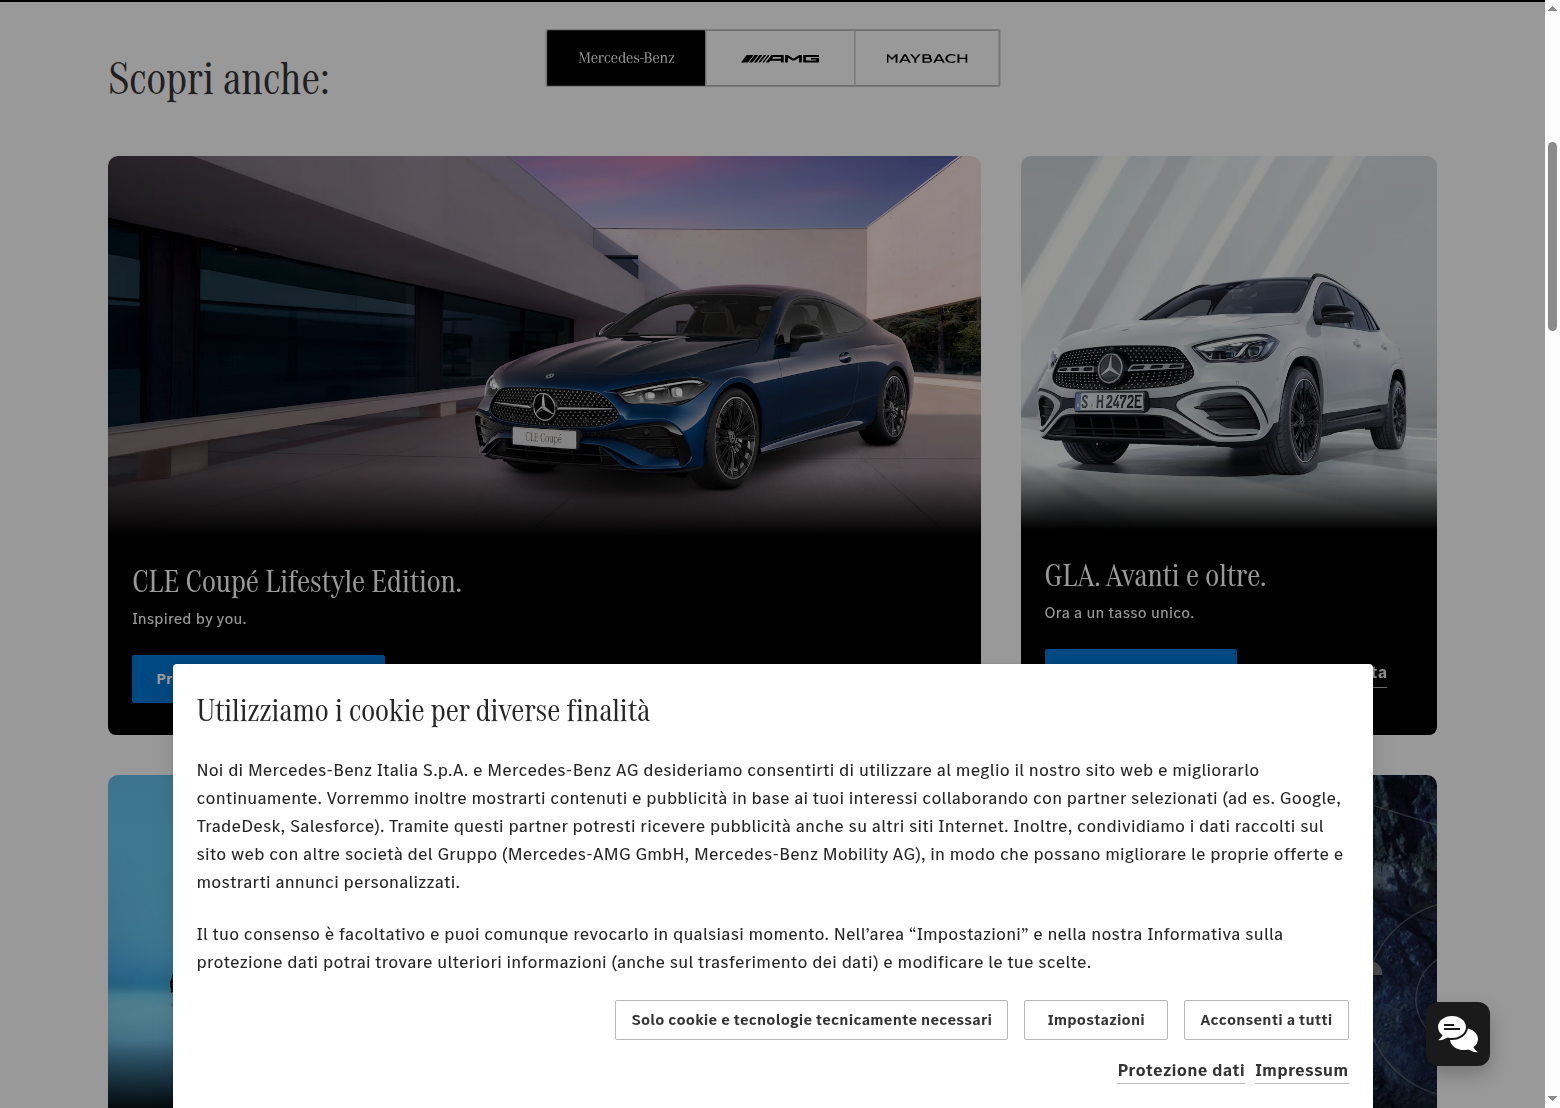 Mercedes-Benz
AMG
MAYBACH
Scopri anche:
CLE Coupé
S H 2472E
CLE Coupé Lifestyle Edition.
Inspired by you.
GLA. Avanti e oltre.
Ora a un tasso unico.
Utilizziamo i cookie per diverse finalità
Noi di Mercedes-Benz Italia S.p.A. e Mercedes-Benz AG desideriamo consentirti di utilizzare al meglio il nostro sito web e migliorarlo
continuamente. Vorremmo inoltre mostrarti contenuti e pubblicità in base ai tuoi interessi collaborando con partner selezionati (ad es. Google,
TradeDesk, Salesforce). Tramite questi partner potresti ricevere pubblicità anche su altri siti Internet. Inoltre, condividiamo i dati raccolti sul
sito web con altre società del Gruppo (Mercedes-AMG GmbH, Mercedes-Benz Mobility AG), in modo che possano migliorare le proprie offerte e
mostrarti annunci personalizzati.
Il tuo consenso è facoltativo e puoi comunque revocarlo in qualsiasi momento. Nell’area “Impostazioni” e nella nostra Informativa sulla
protezione dati potrai trovare ulteriori informazioni (anche sul trasferimento dei dati) e modificare le tue scelte.
Solo cookie e tecnologie tecnicamente necessari
Impostazioni
Acconsenti a tutti
Protezione dati
Impressum